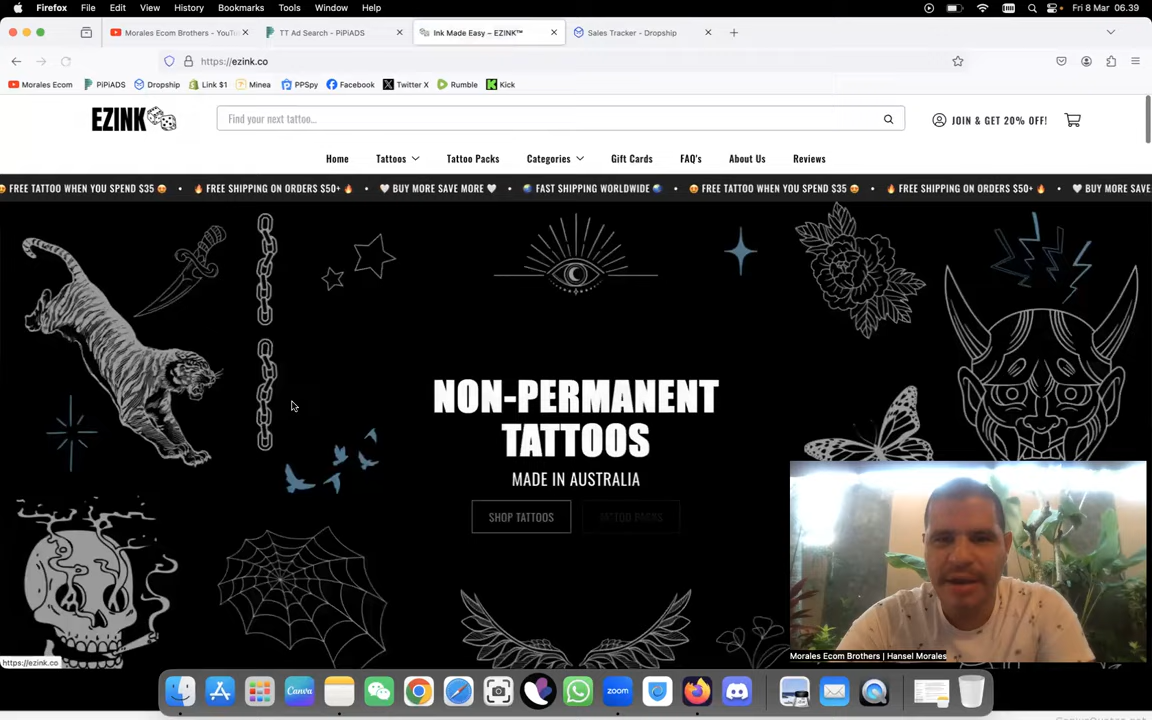 Firefox File Edit View History Bookmarks Tools Window Help Fri 8 Mar 06.39
Morales Ecom Brothers - YouTu TT Ad Search - PiPiADS Ink Made Easy – EZINK™ Sales Tracker - Dropship
https://ezink.co
Morales Ecom PiPiADS Dropship Link $1 Minea PPSpy Facebook Twitter X Rumble Kick
EZINK Find your next tattoo... JOIN & GET 20% OFF!
Home Tattoos Tattoo Packs Categories Gift Cards FAQ's About Us Reviews
FREE TATTOO WHEN YOU SPEND $35 • FREE SHIPPING ON ORDERS $50+ • BUY MORE SAVE MORE • FAST SHIPPING WORLDWIDE • FREE TATTOO WHEN YOU SPEND $35 • FREE SHIPPING ON ORDERS $50+ • BUY MORE SAVE
NON-PERMANENT
TATTOOS
MADE IN AUSTRALIA
SHOP TATTOOS TATTOO PACKS
Morales Ecom Brothers | Hansel Morales
https://ezink.co
Canva zoom